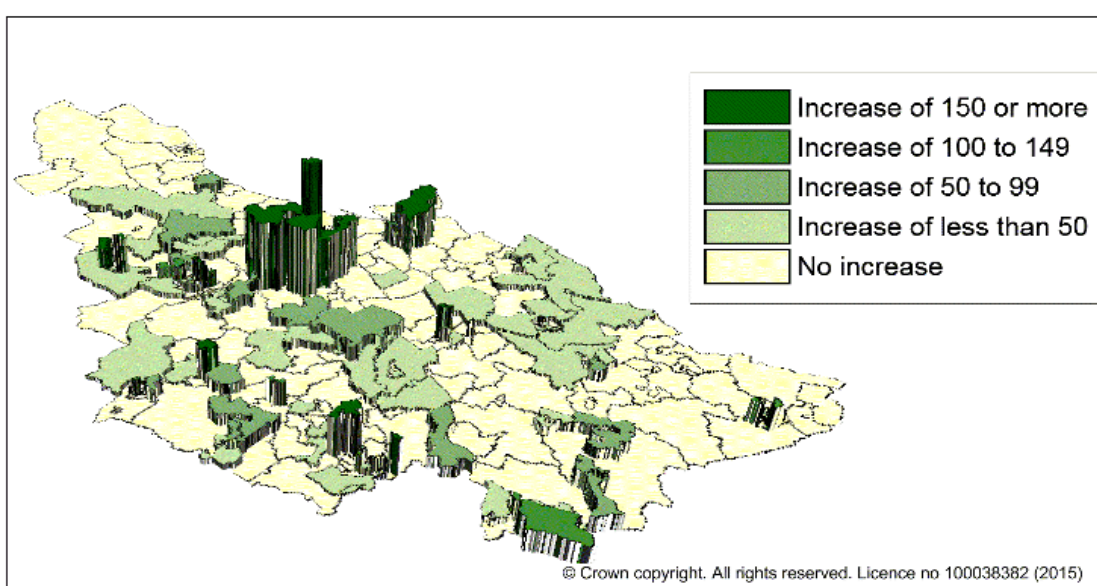 Increase of 150 or more
Increase of 100 to 149
Increase of 50 to 99
Increase of less than 50
No increase
© Crown copyright. All rights reserved. Licence no 100038382 (2015)